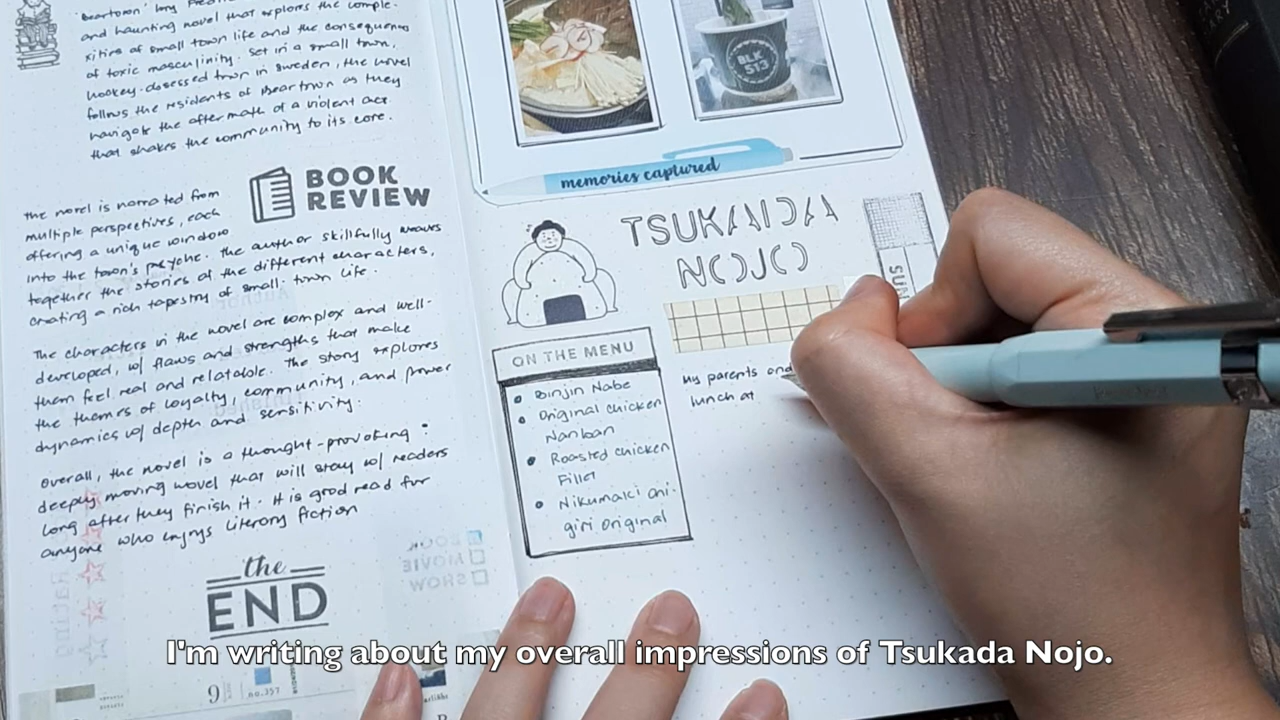 "Beartown" by
and haunting novel that explores the comple-
xities of small town life and the consequences
of toxic masculinity. Set in a small town,
hockey-obsessed town in Sweden, the novel
follows the residents of Beartown as they
navigate the aftermath of a violent act
that shakes the community to its core.
BOOK
REVIEW
The novel is narrated from
multiple perspectives, each
offering a unique window
into the town's psyche. The author skillfully weaves
together the stories of the different characters,
creating a rich tapestry of small-town life.
The characters in the novel are complex and well-
developed, w/ flaws and strengths that make
them feel real and relatable. The story explores
the themes of loyalty, community, and power
dynamics w/ depth and sensitivity.
Overall, the novel is a thought-provoking &
deeply moving novel that will stay w/ readers
long after they finish it. It is good read for
anyone who enjoys literary fiction
the
END
9
no.357
BLK
513
memories captured
TSUKADA
NOJO
SUN
ON THE MENU
Binjin Nabe
Original chicken
Nanban
Roasted chicken
Fillet
Nikumaki oni-
giri original
My parents and
lunch at
BOOK
MOVIE
SHOW
I'm writing about my overall impressions of Tsukada Nojo.